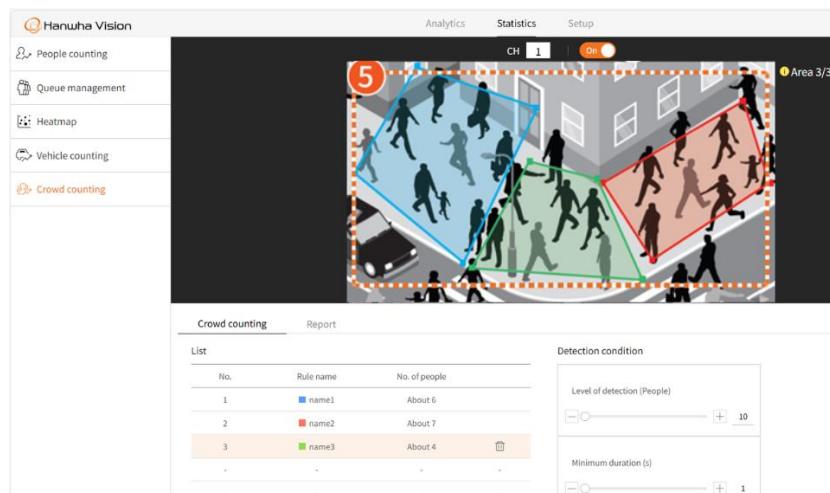 Hanwha Vision
Analytics Statistics Setup
People counting
Queue management
Heatmap
Vehicle counting
Crowd counting
CH 1 On
5
Area 3/3
Crowd counting Report
List
No. Rule name No. of people
1 name1 About 6
2 name2 About 7
3 name3 About 4
- - - -
Detection condition
Level of detection (People)
10
Minimum duration (s)
1